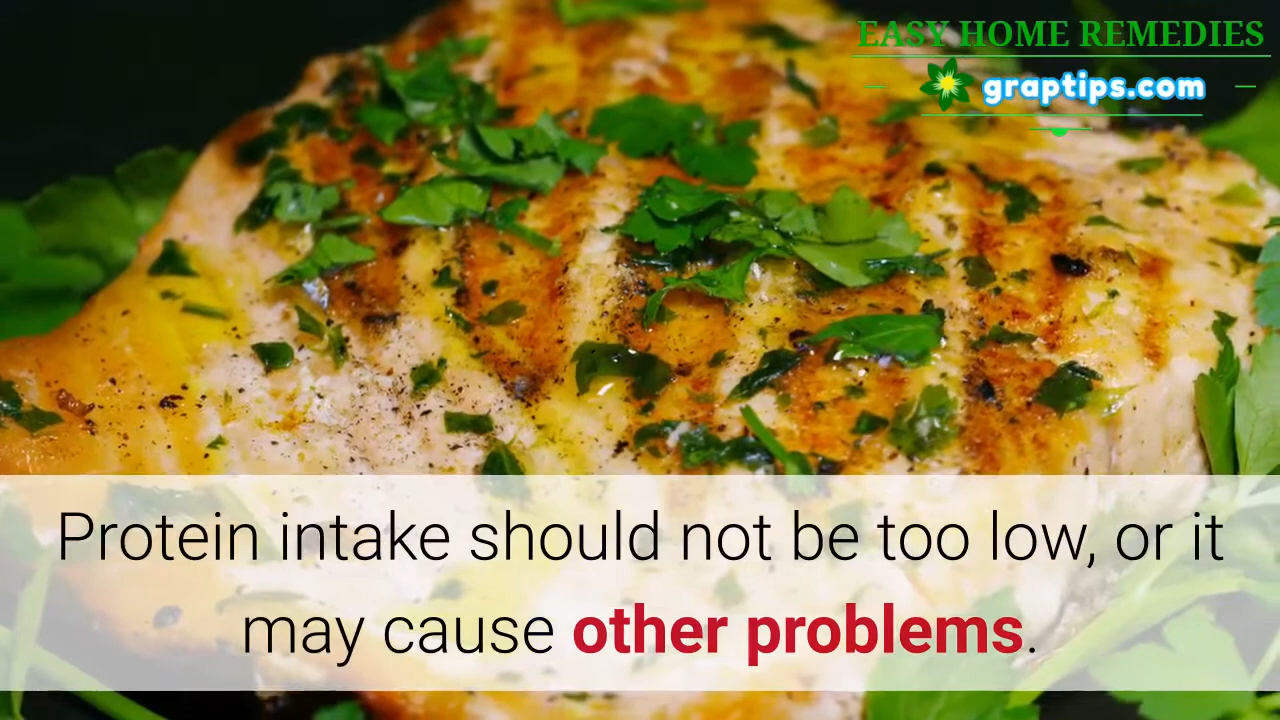 EASY HOME REMEDIES
graptips.com
Protein intake should not be too low, or it
may cause other problems.